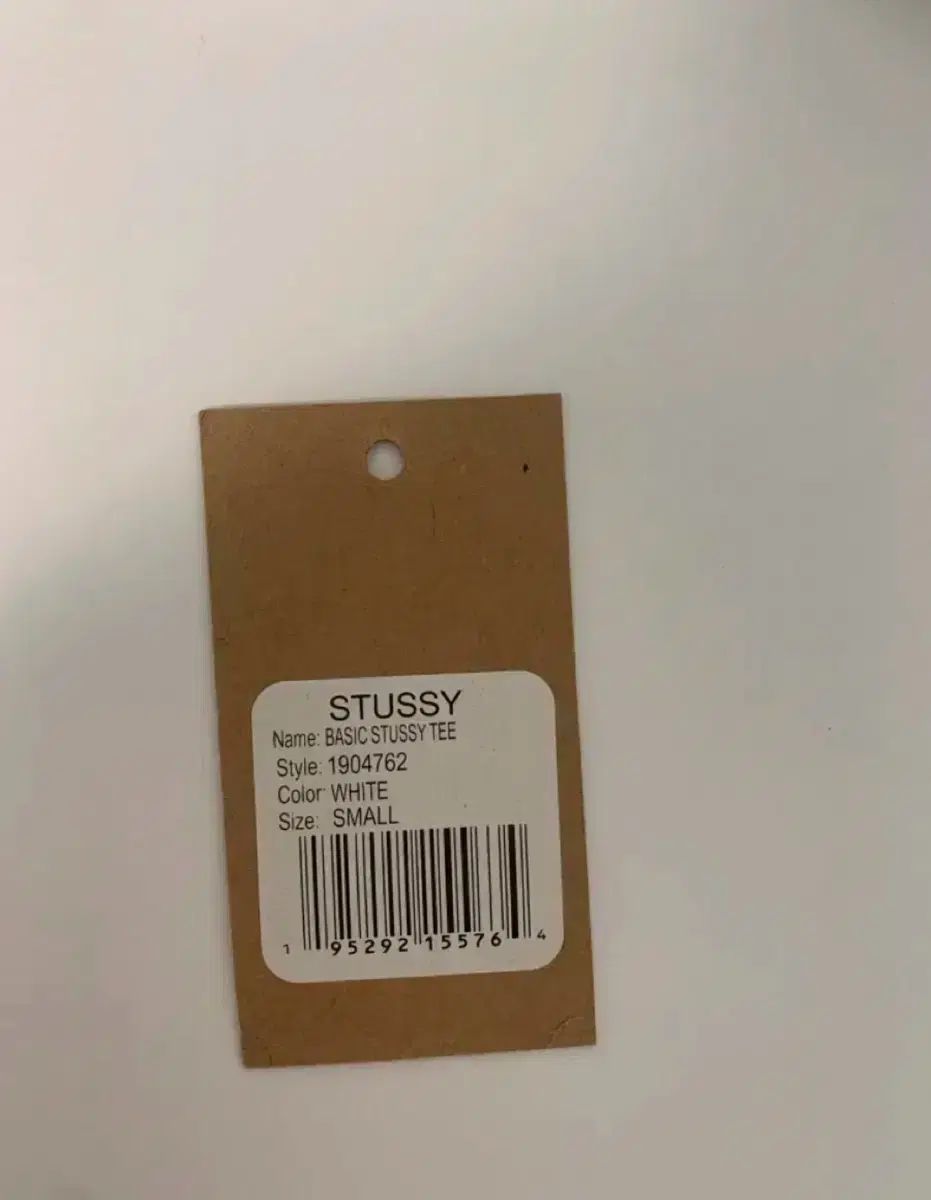 STUSSY
Name: BASIC STUSSY TEE
Style: 1904762
Color: WHITE
Size: SMALL
1 95292 15576 4